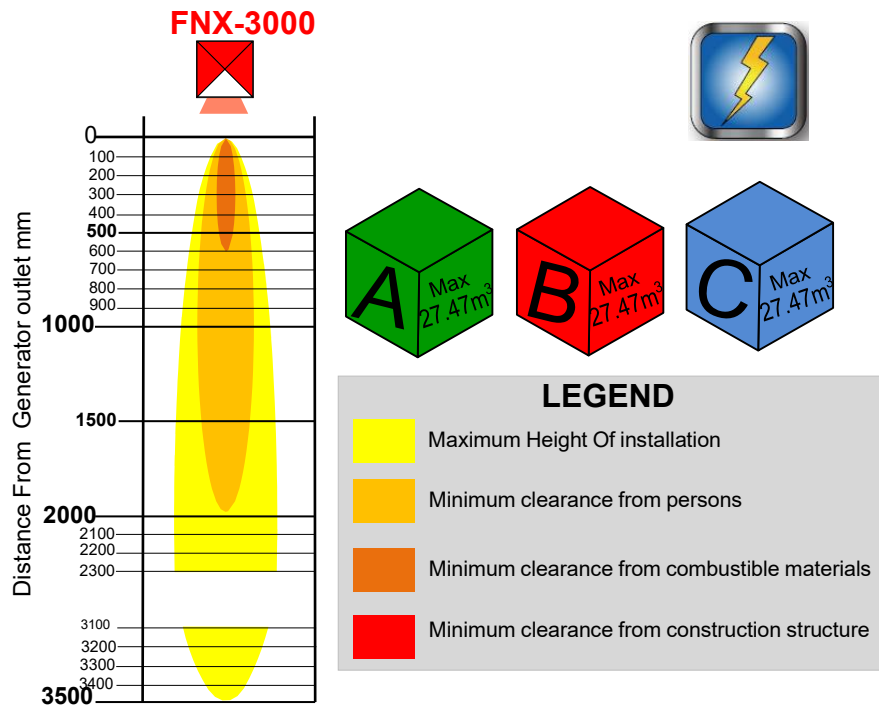 FNX-3000
Distance From Generator outlet mm
0
100
200
300
400
500
600
700
800
900
1000
1500
2000
2100
2200
2300
3100
3200
3300
3400
3500
A
Max
27.47m³
B
Max
27.47m³
C
Max
27.47m³
LEGEND
Maximum Height Of installation
Minimum clearance from persons
Minimum clearance from combustible materials
Minimum clearance from construction structure